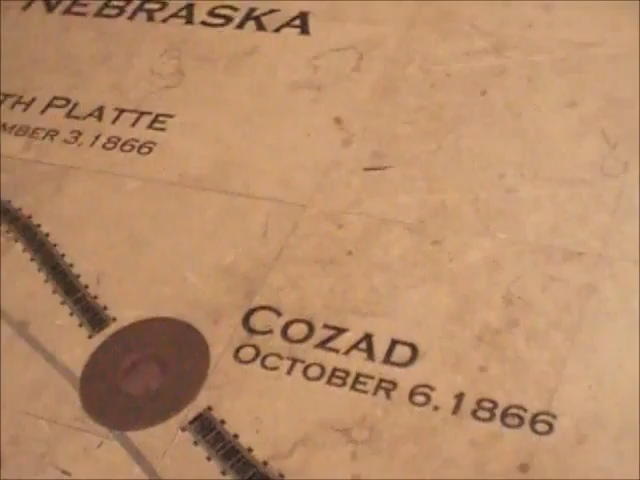 NEBRASKA
TH PLATTE
MBER 3,1866
COZAD
OCTOBER 6,1866